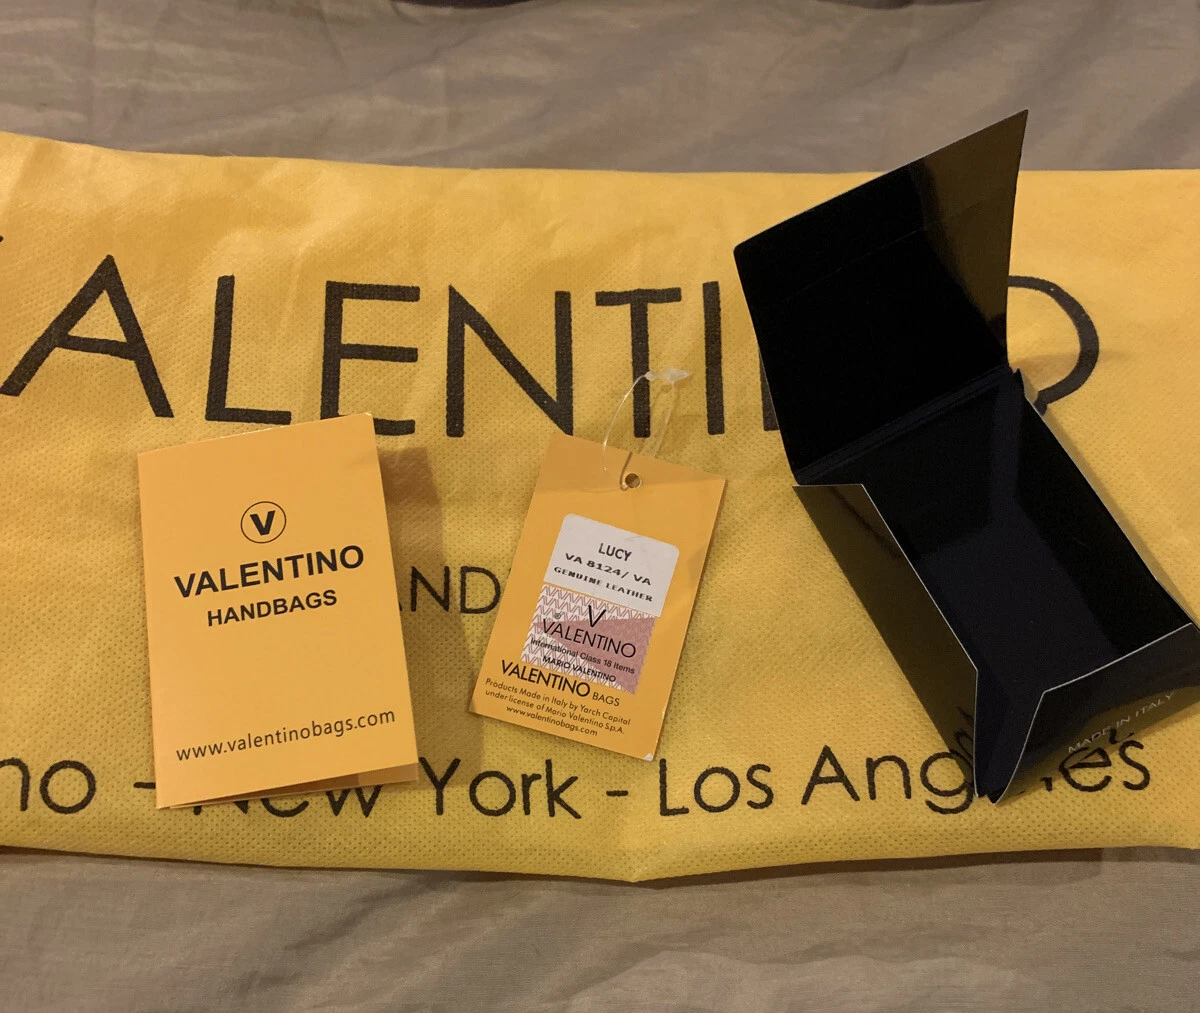 VALENTINO
AND
no - New York - Los Angeles
V
VALENTINO
HANDBAGS
www.valentinobags.com
LUCY
VA 8124/ VA
GENUINE LEATHER
V
VALENTINO
International Class 18 Items
MARIO VALENTINO
VALENTINO BAGS
Products Made in Italy by Yarch Capital
under license of Mario Valentino S.p.A.
www.valentinobags.com
MADE IN ITALY